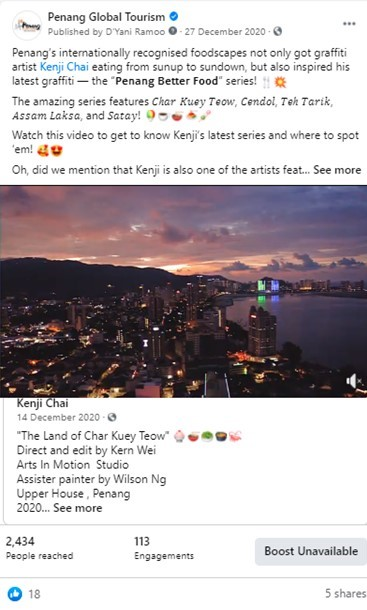 Penang Global Tourism
Published by D'Yani Ramoo · 27 December 2020 ·
Penang's internationally recognised foodscapes not only got graffiti
artist Kenji Chai eating from sunup to sundown, but also inspired his
latest graffiti — the "Penang Better Food" series! 🍴💥
The amazing series features Char Kuey Teow, Cendol, Teh Tarik,
Assam Laksa, and Satay!
Watch this video to get to know Kenji's latest series and where to spot
'em! 🥰😍
Oh, did we mention that Kenji is also one of the artists feat... See more
Kenji Chai
14 December 2020 ·
"The Land of Char Kuey Teow"
Direct and edit by Kern Wei
Arts In Motion Studio
Assister painter by Wilson Ng
Upper House , Penang
2020... See more
2,434
People reached
113
Engagements
Boost Unavailable
18
5 shares